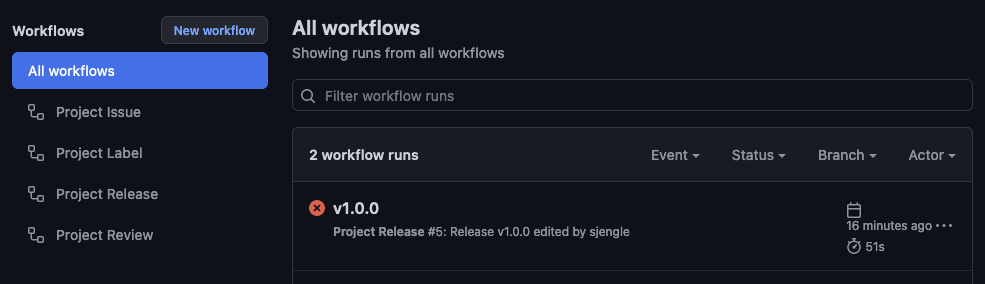 Workflows
New workflow
All workflows
Project Issue
Project Label
Project Release
Project Review
All workflows
Showing runs from all workflows
Filter workflow runs
2 workflow runs
Event
Status
Branch
Actor
v1.0.0
Project Release #5: Release v1.0.0 edited by sjengle
16 minutes ago ···
51s